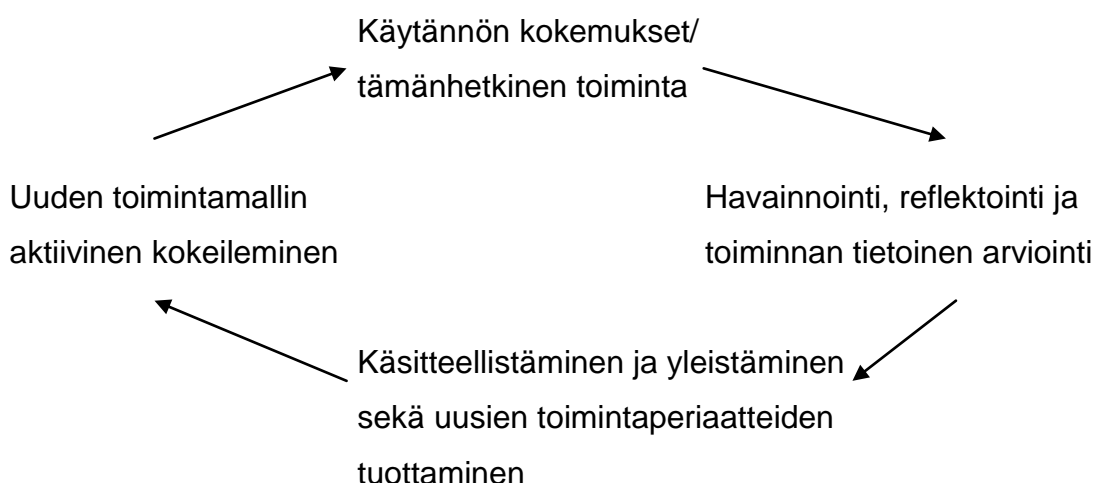 Käytännön kokemukset/
tämänhetkinen toiminta
Havainnointi, reflektointi ja
toiminnan tietoinen arviointi
Käsitteellistäminen ja yleistäminen
sekä uusien toimintaperiaatteiden
tuottaminen
Uuden toimintamallin
aktiivinen kokeileminen